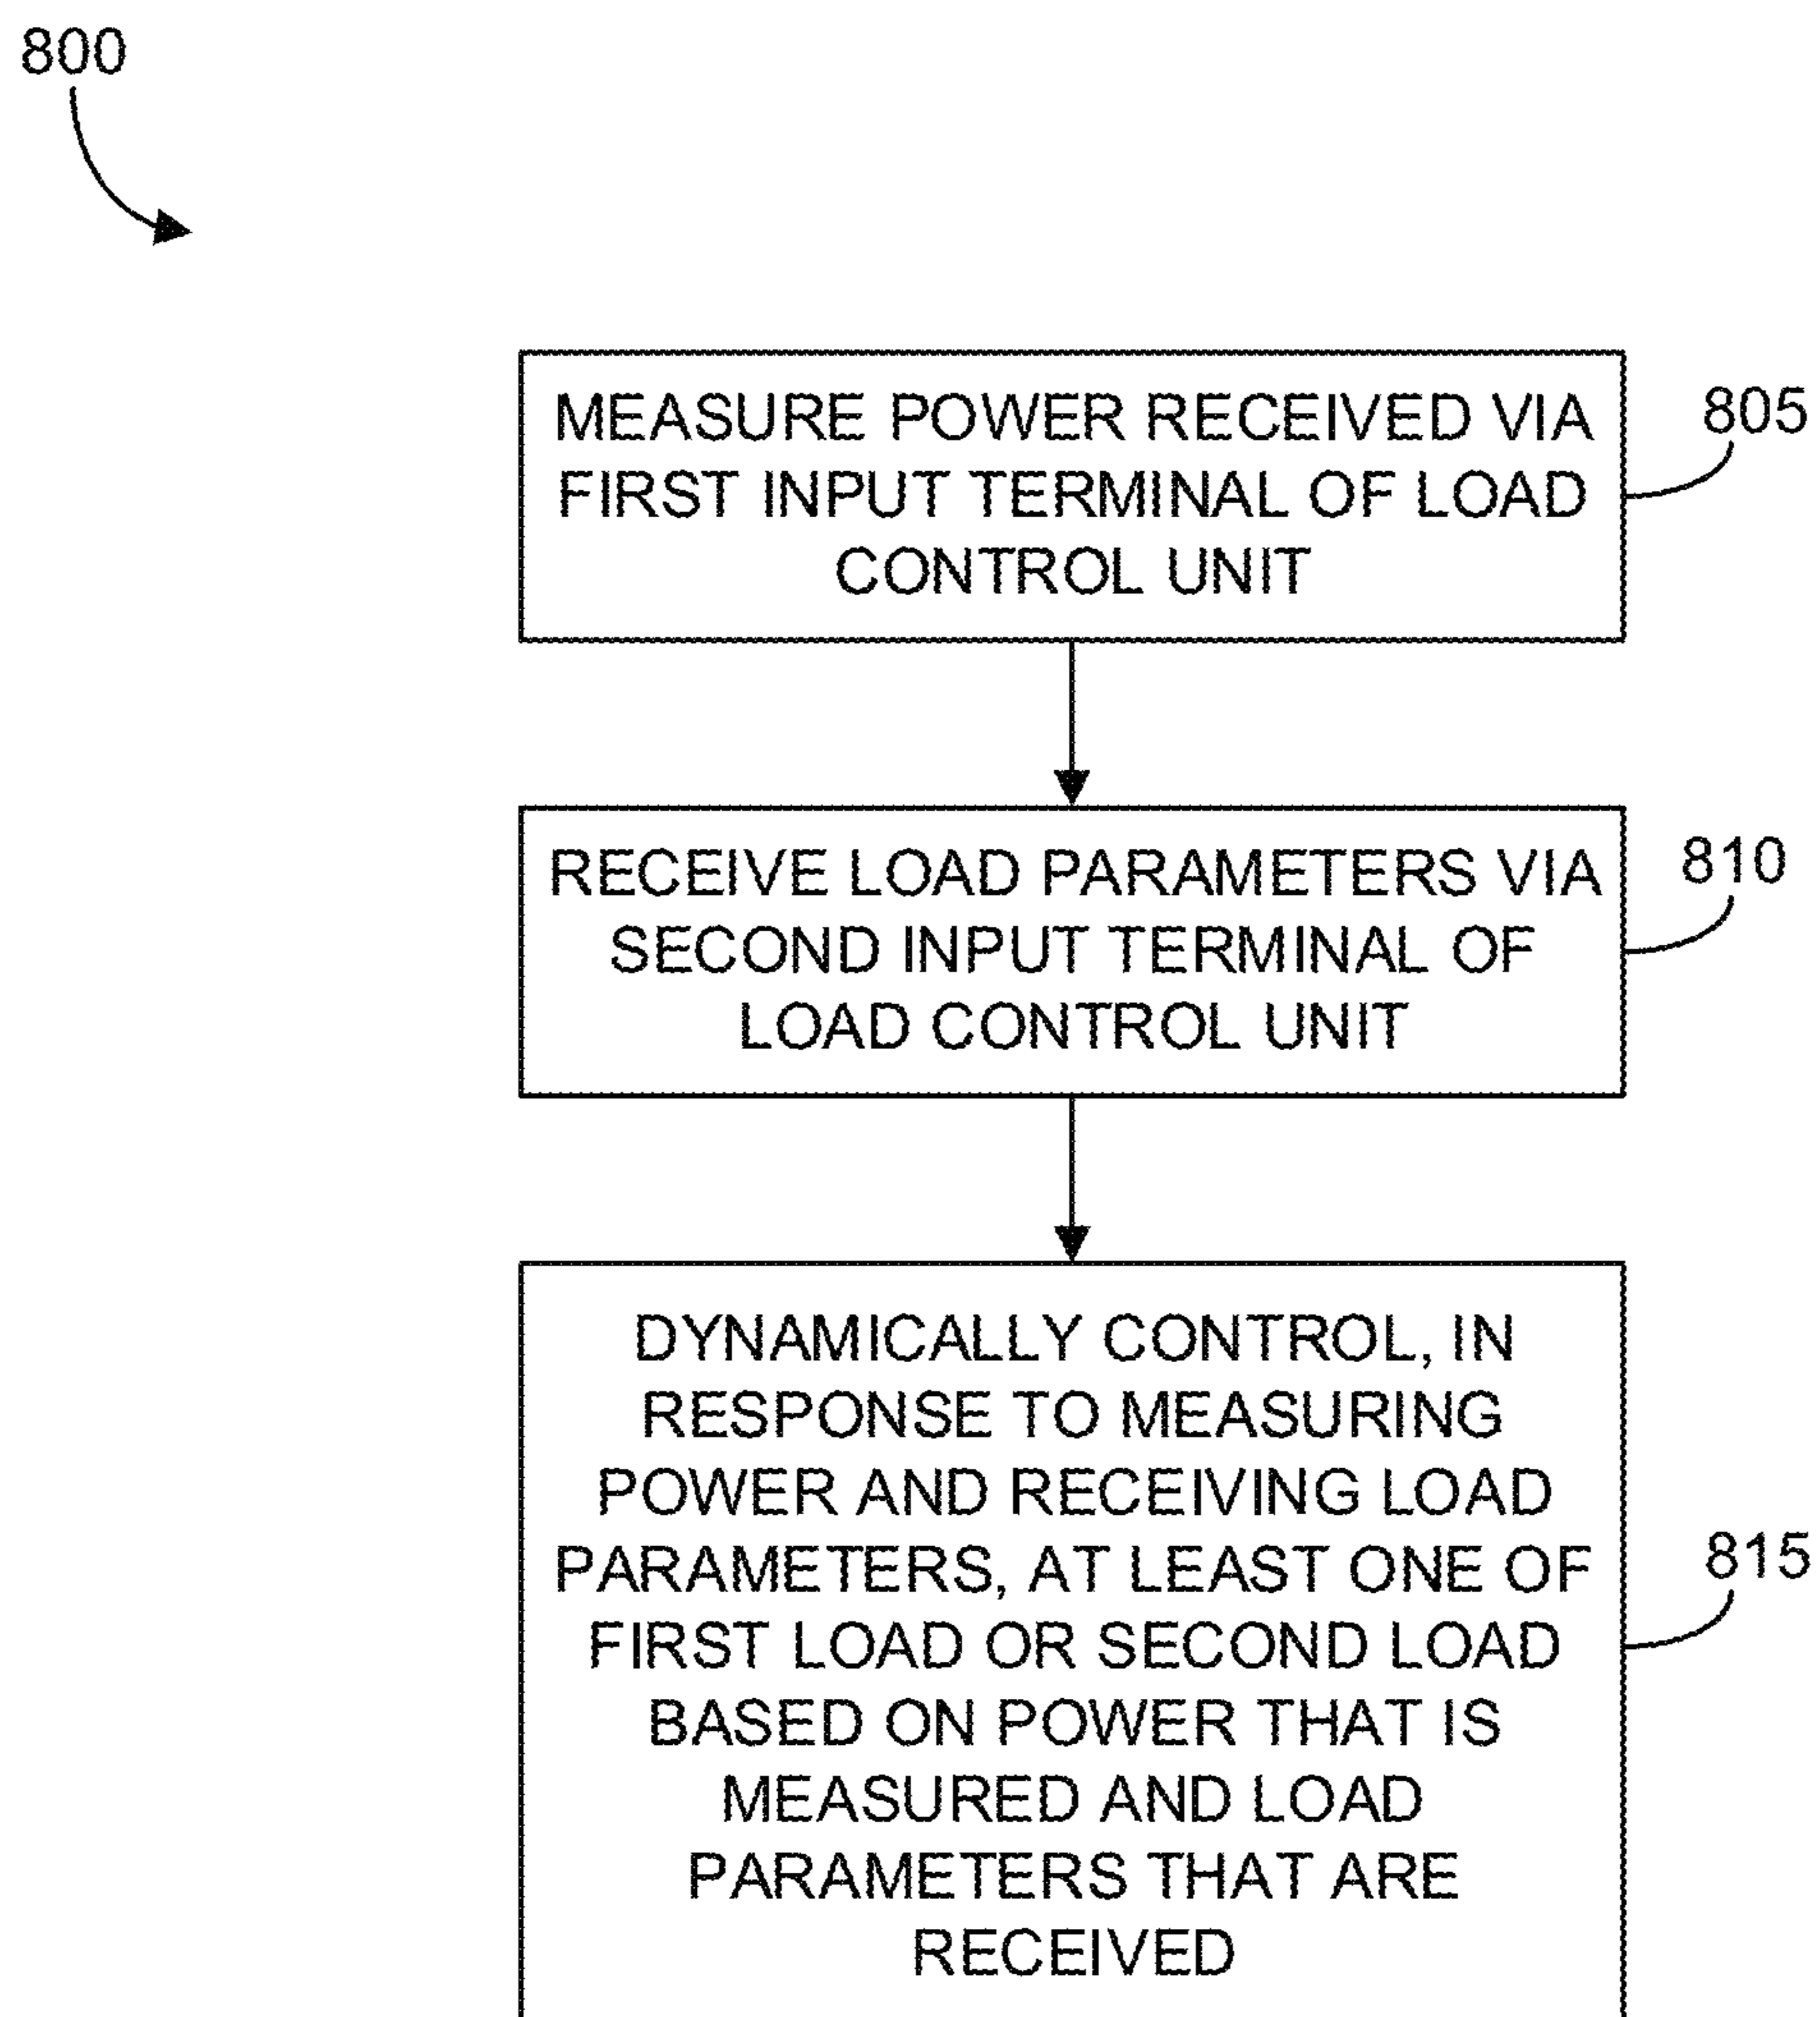 800
MEASURE POWER RECEIVED VIA
FIRST INPUT TERMINAL OF LOAD
CONTROL UNIT
805
RECEIVE LOAD PARAMETERS VIA
SECOND INPUT TERMINAL OF
LOAD CONTROL UNIT
810
DYNAMICALLY CONTROL, IN
RESPONSE TO MEASURING
POWER AND RECEIVING LOAD
PARAMETERS, AT LEAST ONE OF
FIRST LOAD OR SECOND LOAD
BASED ON POWER THAT IS
MEASURED AND LOAD
PARAMETERS THAT ARE
RECEIVED
815